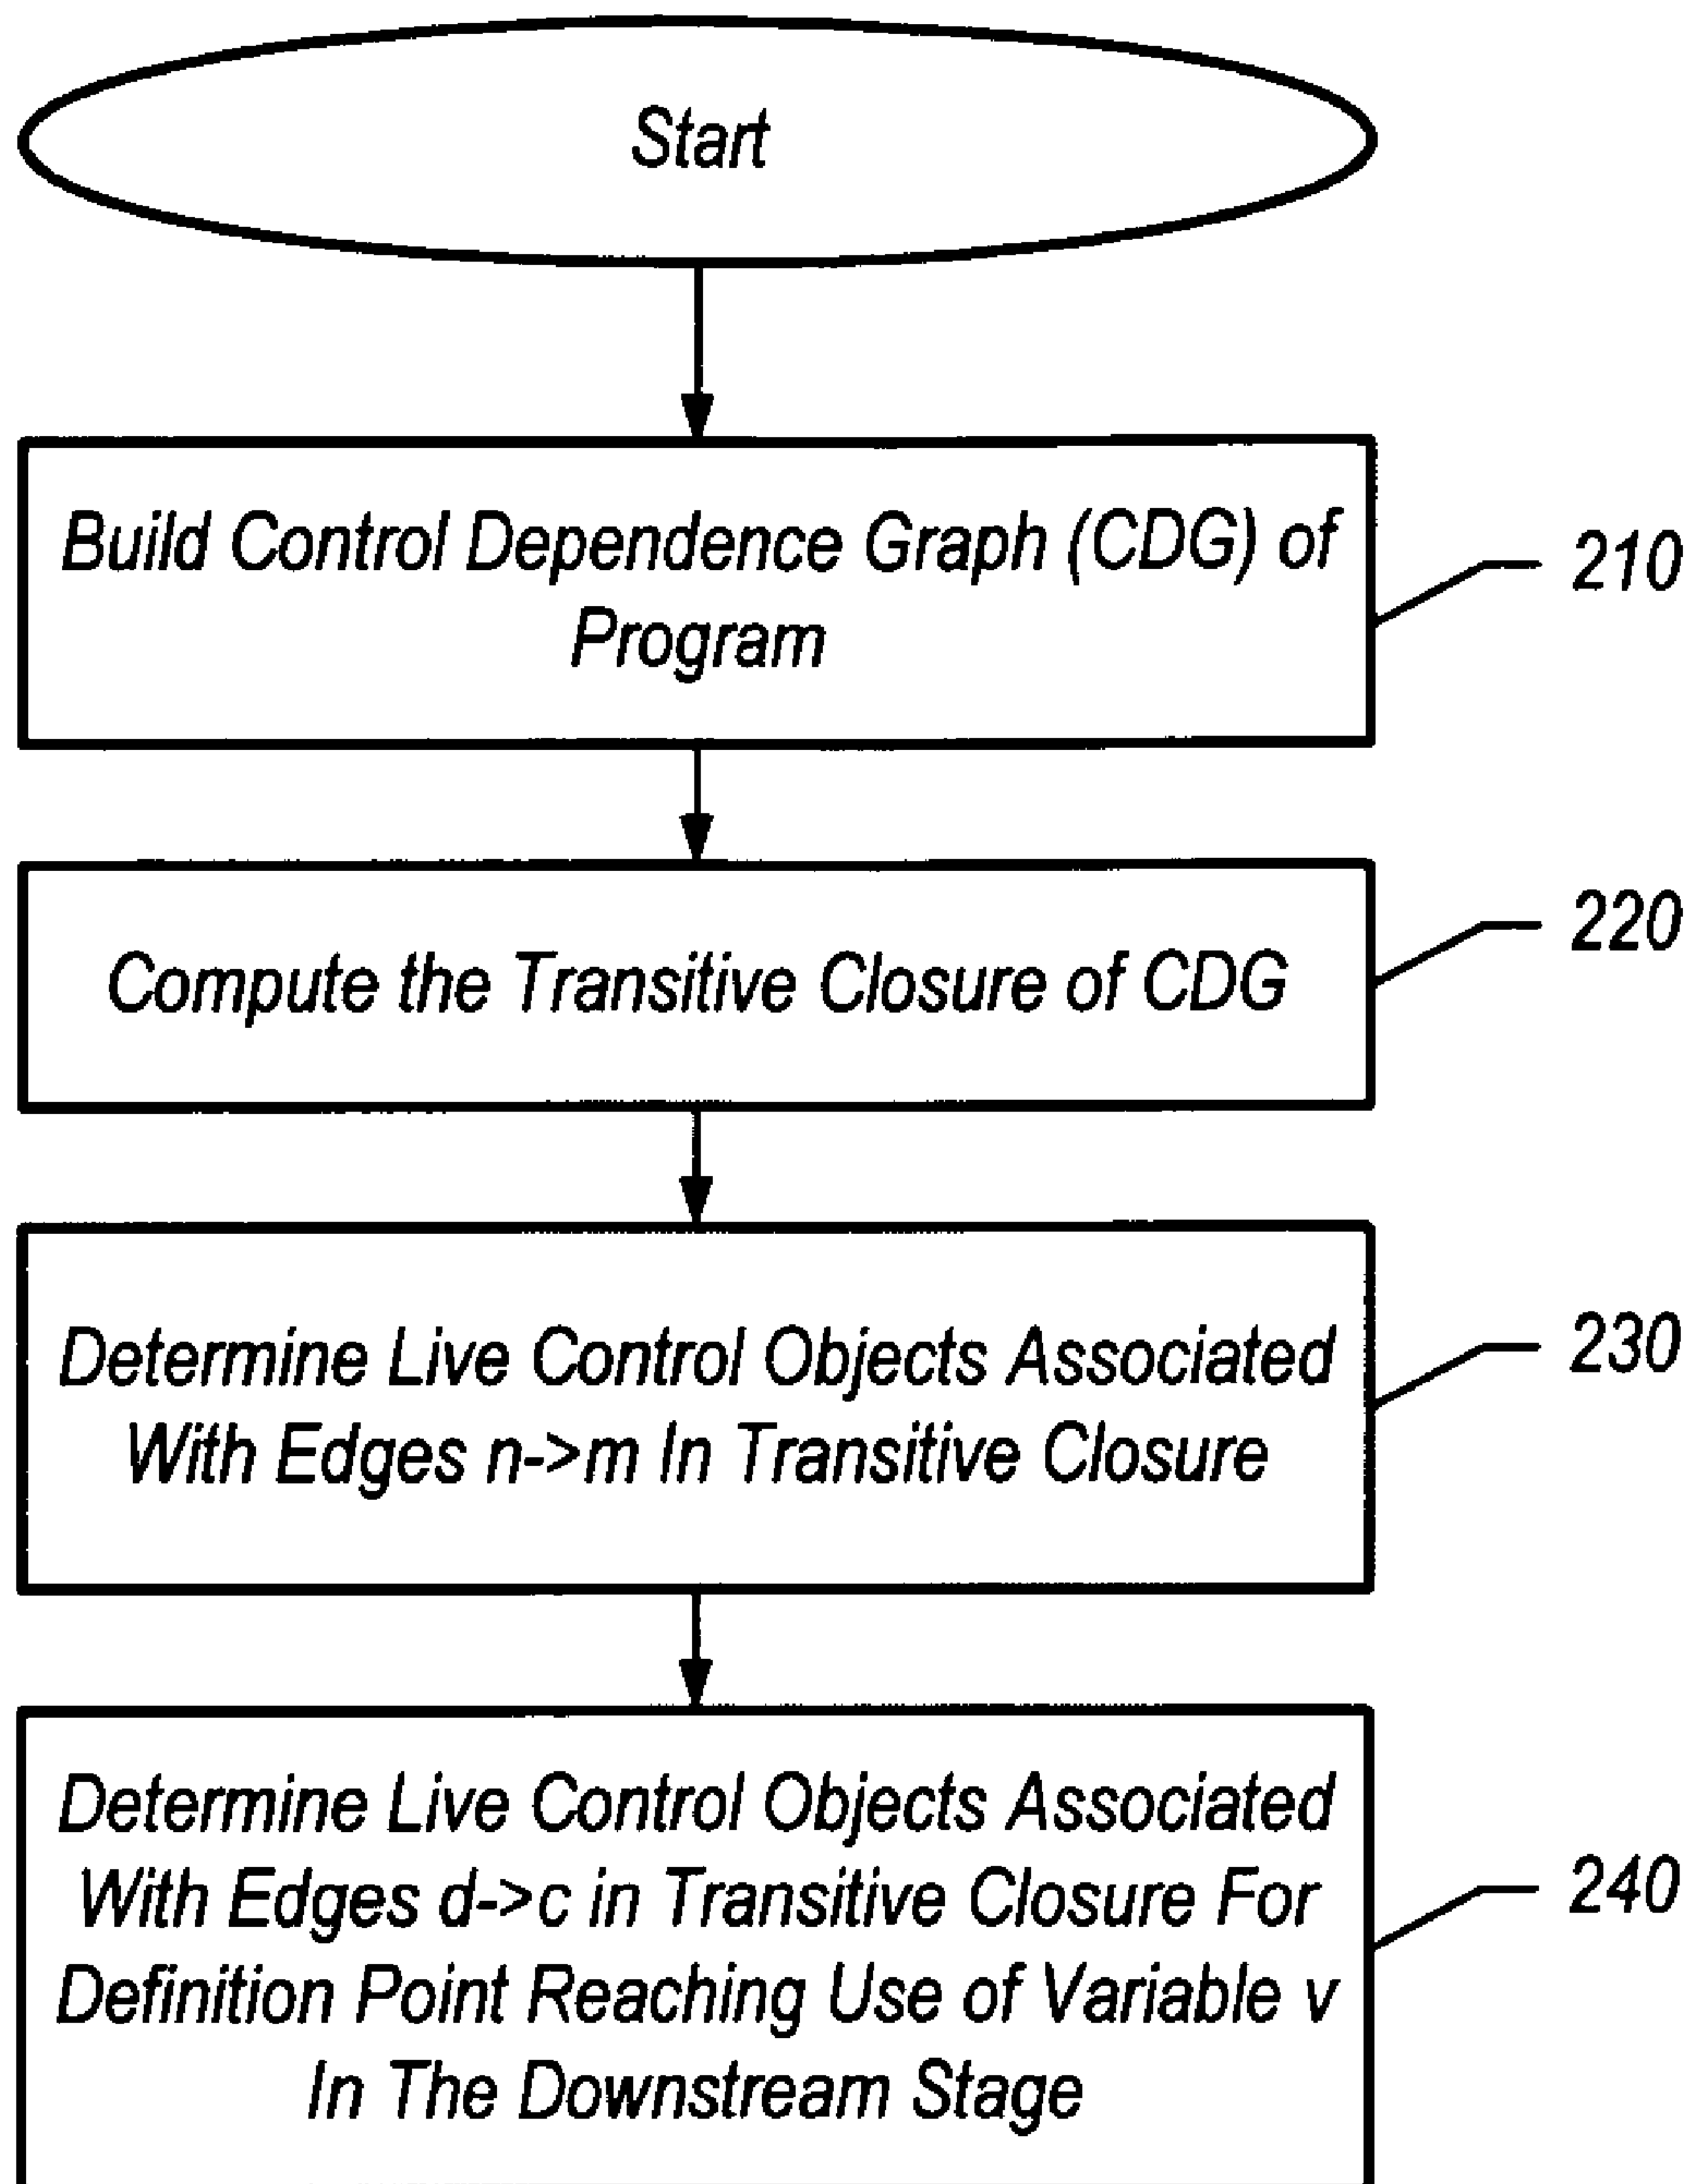 Start
Build Control Dependence Graph (CDG) of
Program
210
Compute the Transitive Closure of CDG
220
Determine Live Control Objects Associated
With Edges n->m In Transitive Closure
230
Determine Live Control Objects Associated
With Edges d->c in Transitive Closure For
Definition Point Reaching Use of Variable v
In The Downstream Stage
240